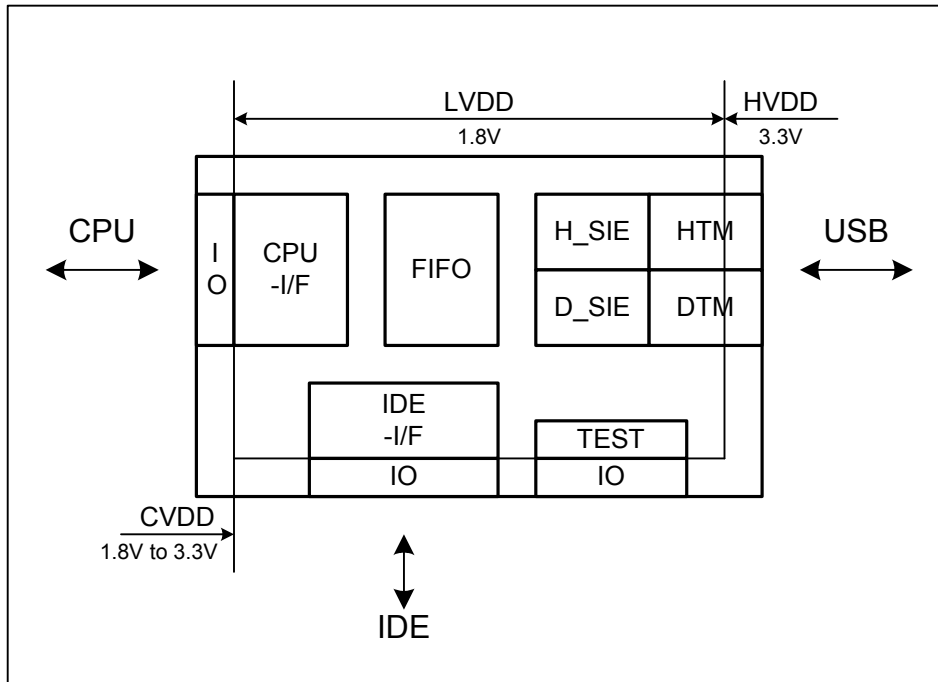 LVDD
HVDD
1.8V
3.3V
CPU
USB
I
O
CPU
-I/F
FIFO
H_SIE
HTM
D_SIE
DTM
IDE
-I/F
TEST
IO
IO
CVDD
1.8V to 3.3V
IDE